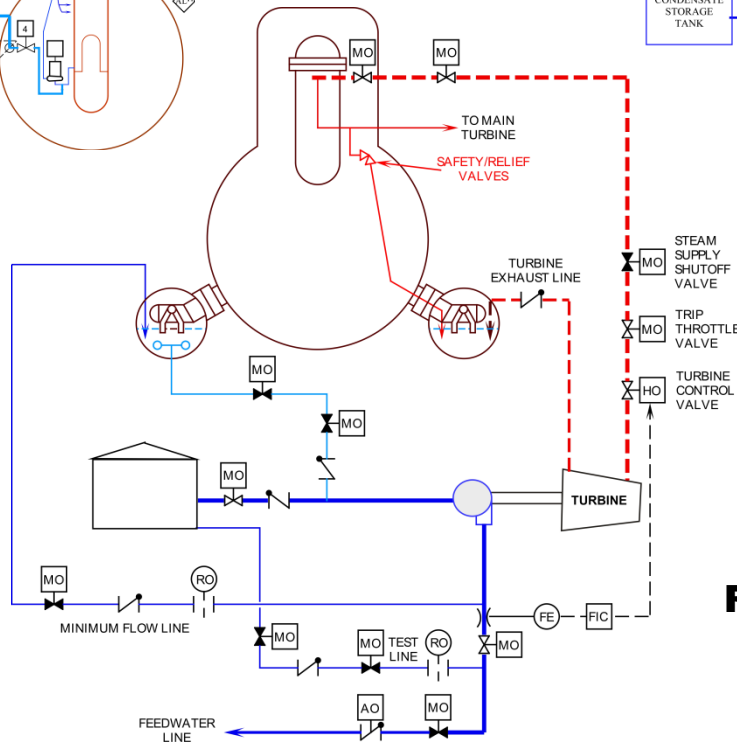 4
CONDENSATE
STORAGE
TANK
MO
MO
TO MAIN
TURBINE
SAFETY/RELIEF
VALVES
TURBINE
EXHAUST LINE
MO
STEAM
SUPPLY
SHUTOFF
VALVE
MO
TRIP
THROTTLE
VALVE
HO
TURBINE
CONTROL
VALVE
MO
MO
MO
TURBINE
MO
RO
MINIMUM FLOW LINE
FE
FIC
MO
MO
TEST
LINE
RO
MO
AO
MO
FEEDWATER
LINE